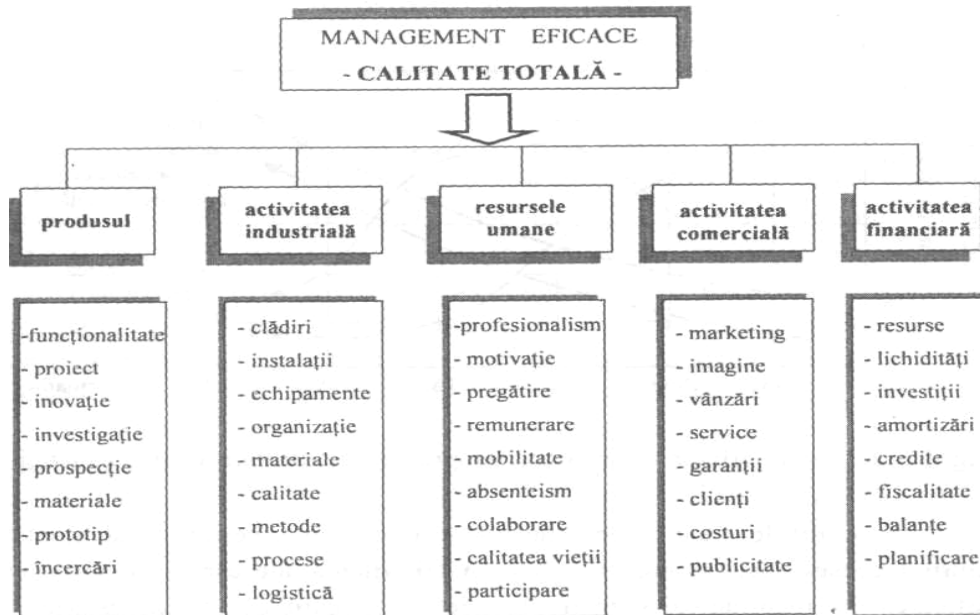 MANAGEMENT EFICACE
- CALITATE TOTALĂ -
produsul
activitatea
industrială
resursele
umane
activitatea
comercială
activitatea
financiară
-funcționalitate
- proiect
- inovație
- investigație
- prospecție
- materiale
- prototip
- încercări
- clădiri
- instalații
- echipamente
- organizație
- materiale
- calitate
- metode
- procese
- logistică
-profesionalism
- motivație
- pregătire
- remunerare
- mobilitate
- absenteism
- colaborare
- calitatea vieții
- participare
- marketing
- imagine
- vânzări
- service
- garanții
- clienți
- costuri
- publicitate
- resurse
- lichidități
- investiții
- amortizări
- credite
- fiscalitate
- balanțe
- planificare